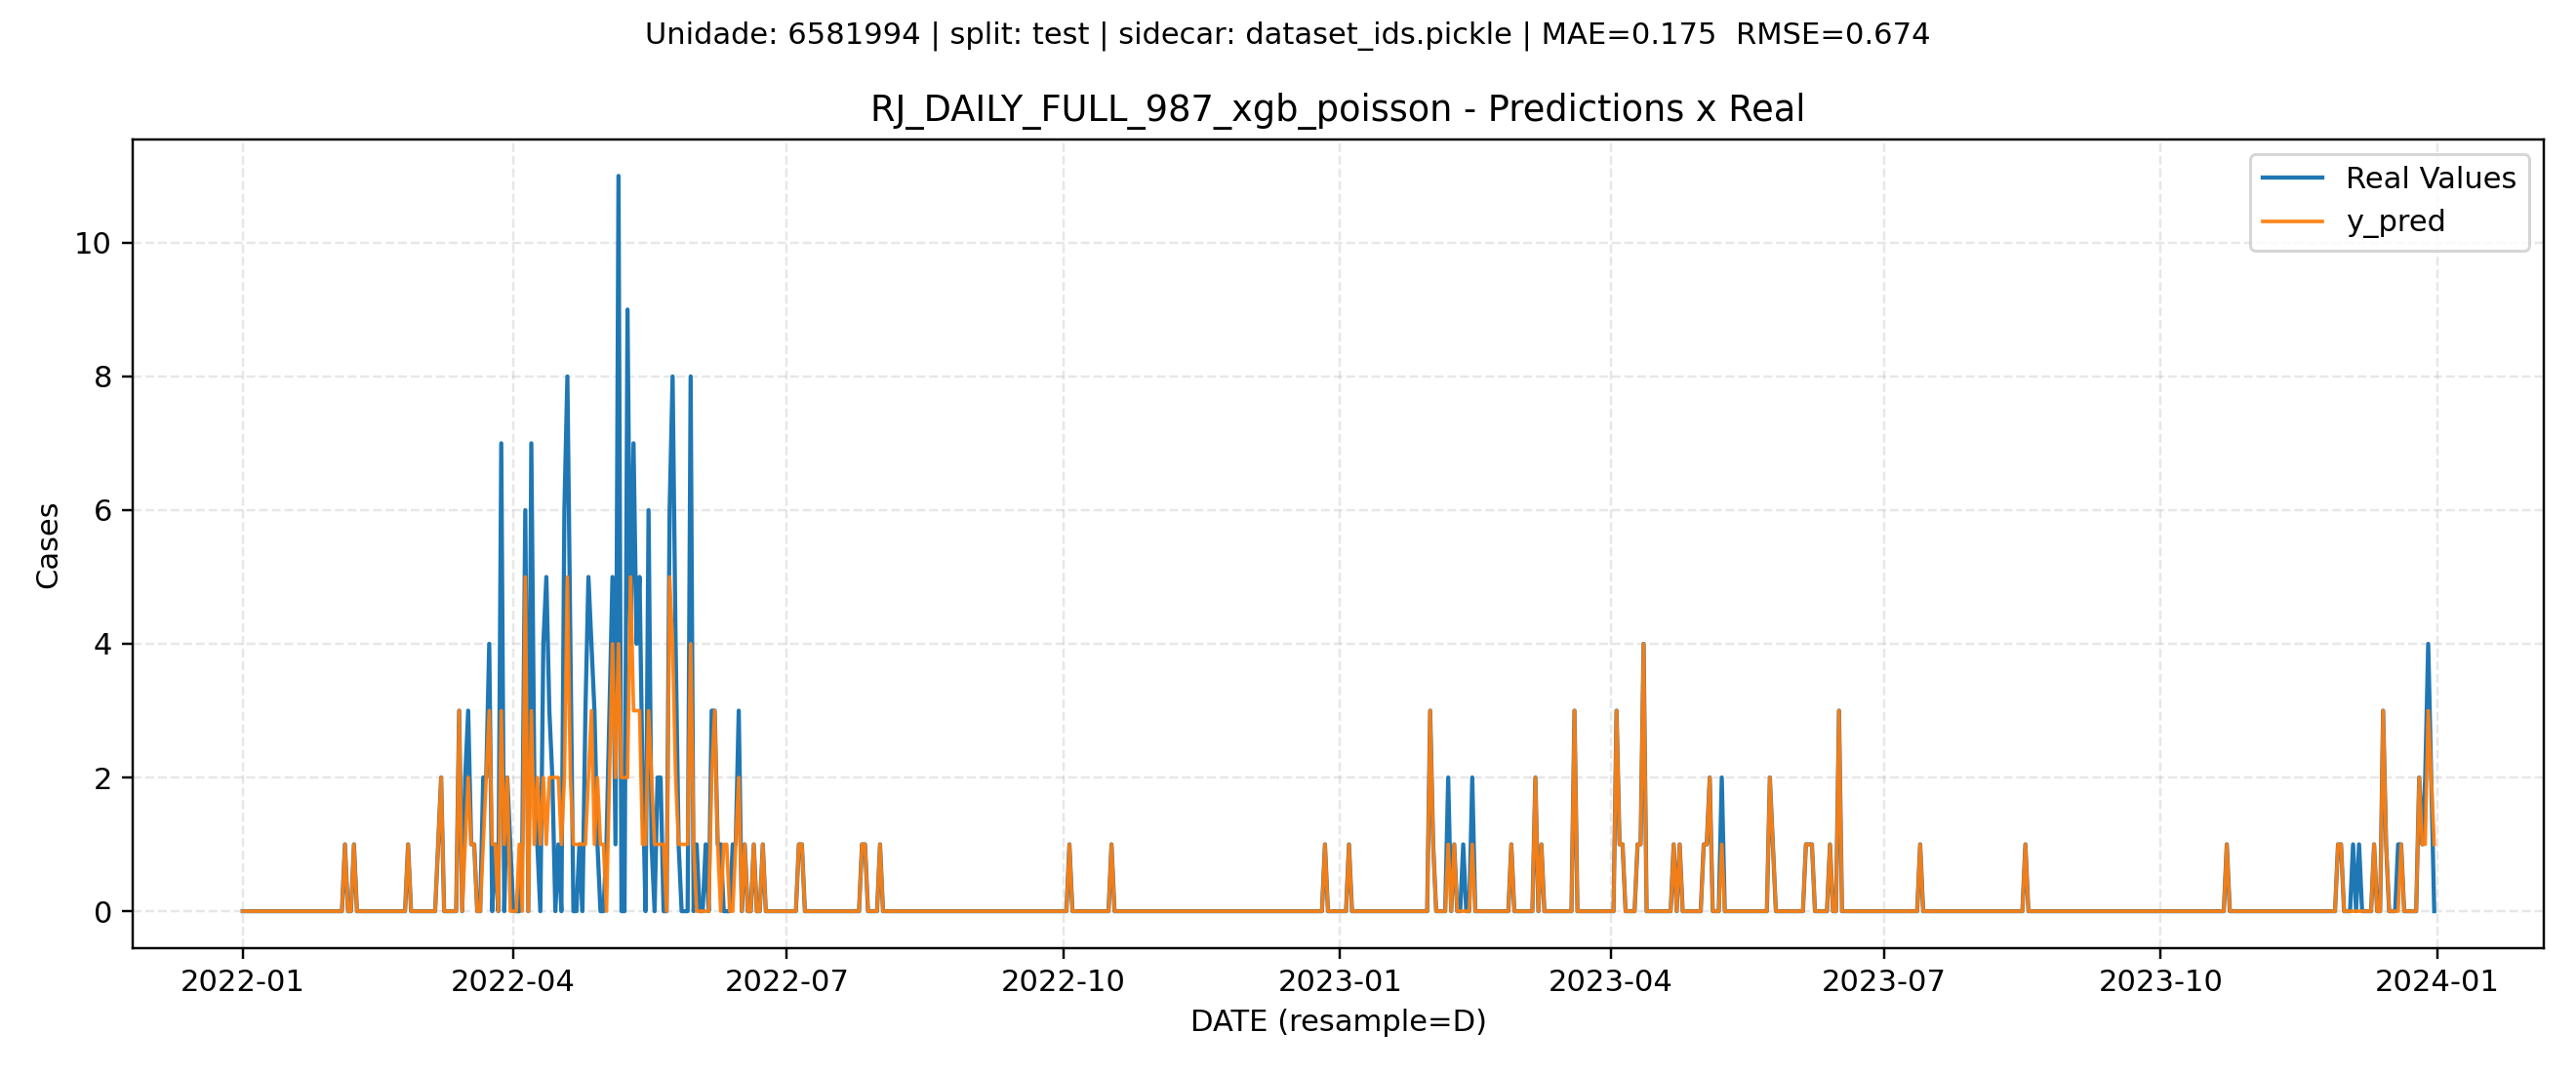 Unidade: 6581994 | split: test | sidecar: dataset_ids.pickle | MAE=0.175  RMSE=0.674
RJ_DAILY_FULL_987_xgb_poisson - Predictions x Real
Real Values
y_pred
10
8
6
4
2
0
Cases
2022-01
2022-04
2022-07
2022-10
2023-01
2023-04
2023-07
2023-10
2024-01
DATE (resample=D)